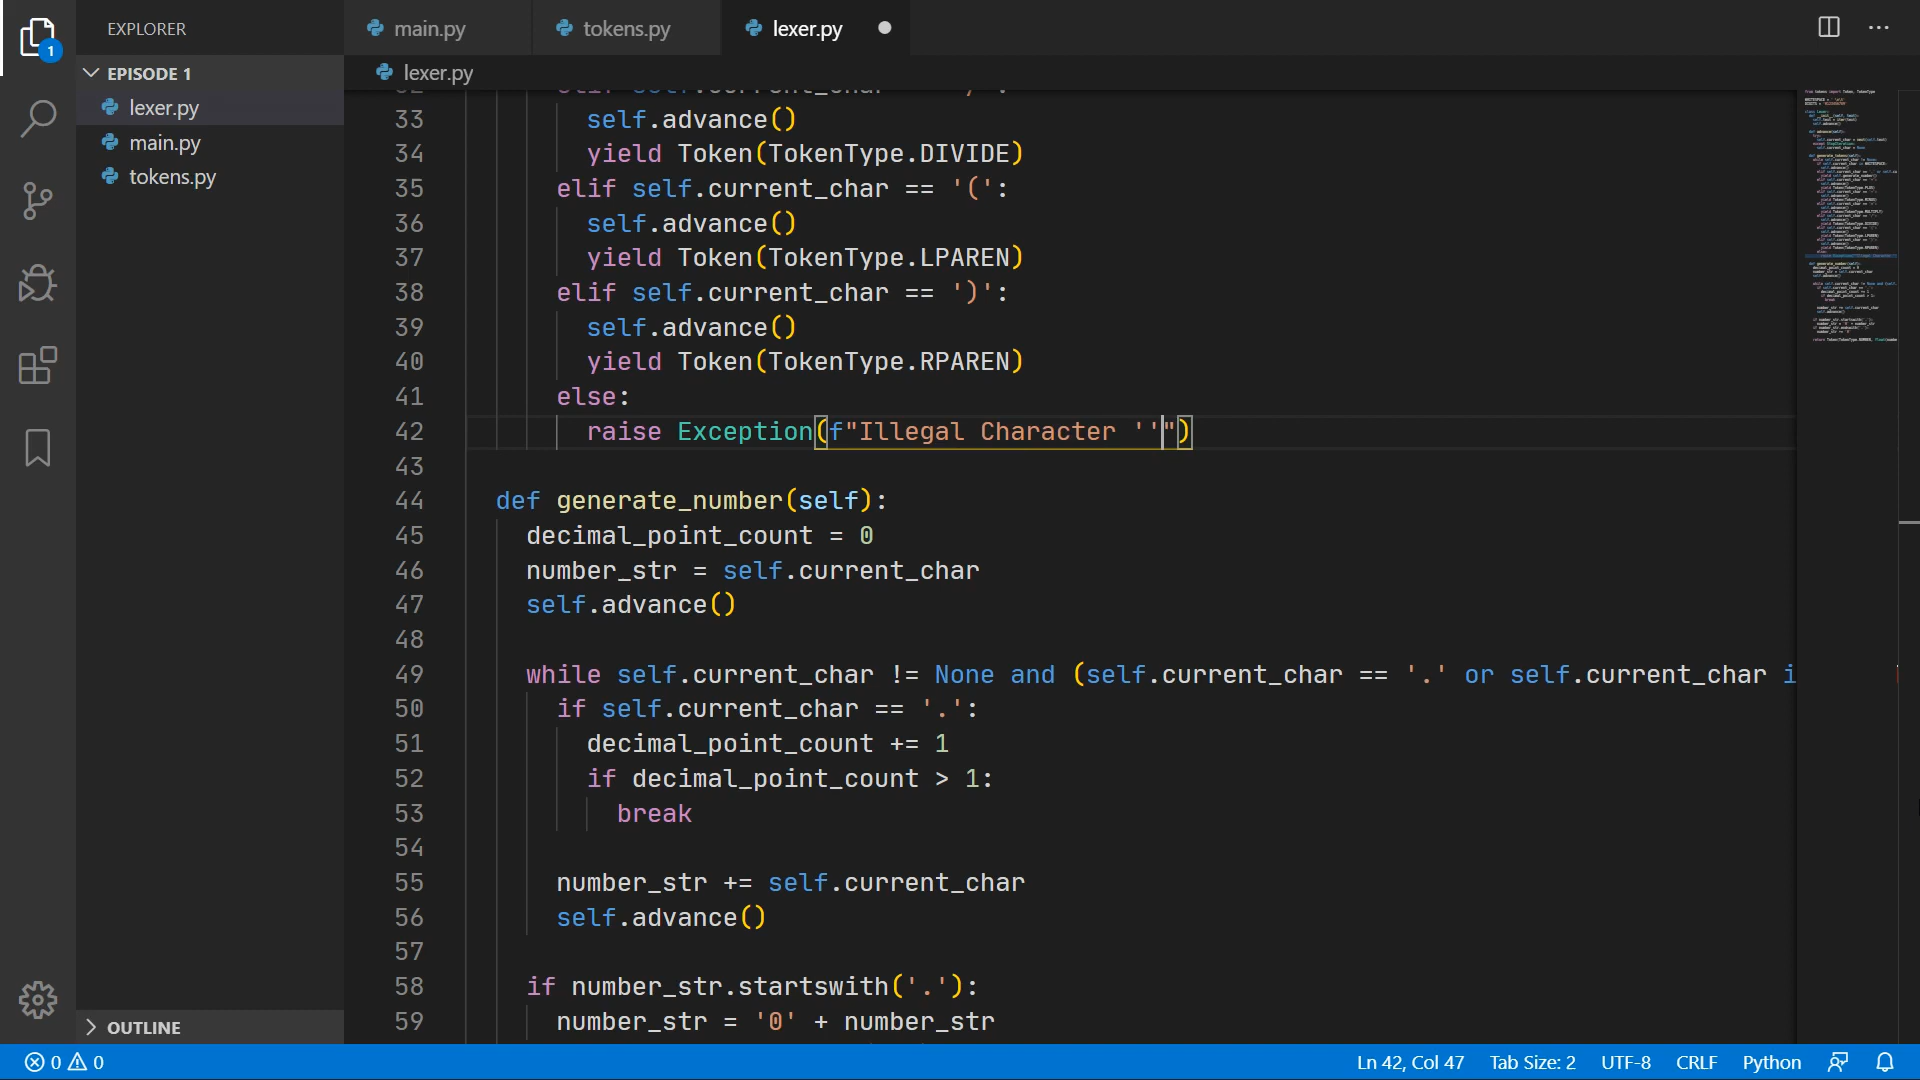 EXPLORER
main.py
tokens.py
lexer.py
1
EPISODE 1
lexer.py
main.py
tokens.py
lexer.py
33 self.advance()
34 yield Token(TokenType.DIVIDE)
35 elif self.current_char == '(':
36 self.advance()
37 yield Token(TokenType.LPAREN)
38 elif self.current_char == ')':
39 self.advance()
40 yield Token(TokenType.RPAREN)
41 else:
42 raise Exception(f"Illegal Character ''")
43
44 def generate_number(self):
45 decimal_point_count = 0
46 number_str = self.current_char
47 self.advance()
48
49 while self.current_char != None and (self.current_char == '.' or self.current_char i
50 if self.current_char == '.':
51 decimal_point_count += 1
52 if decimal_point_count > 1:
53 break
54
55 number_str += self.current_char
56 self.advance()
57
58 if number_str.startswith('.'):
59 number_str = '0' + number_str
OUTLINE
0 0
Ln 42, Col 47
Tab Size: 2
UTF-8
CRLF
Python